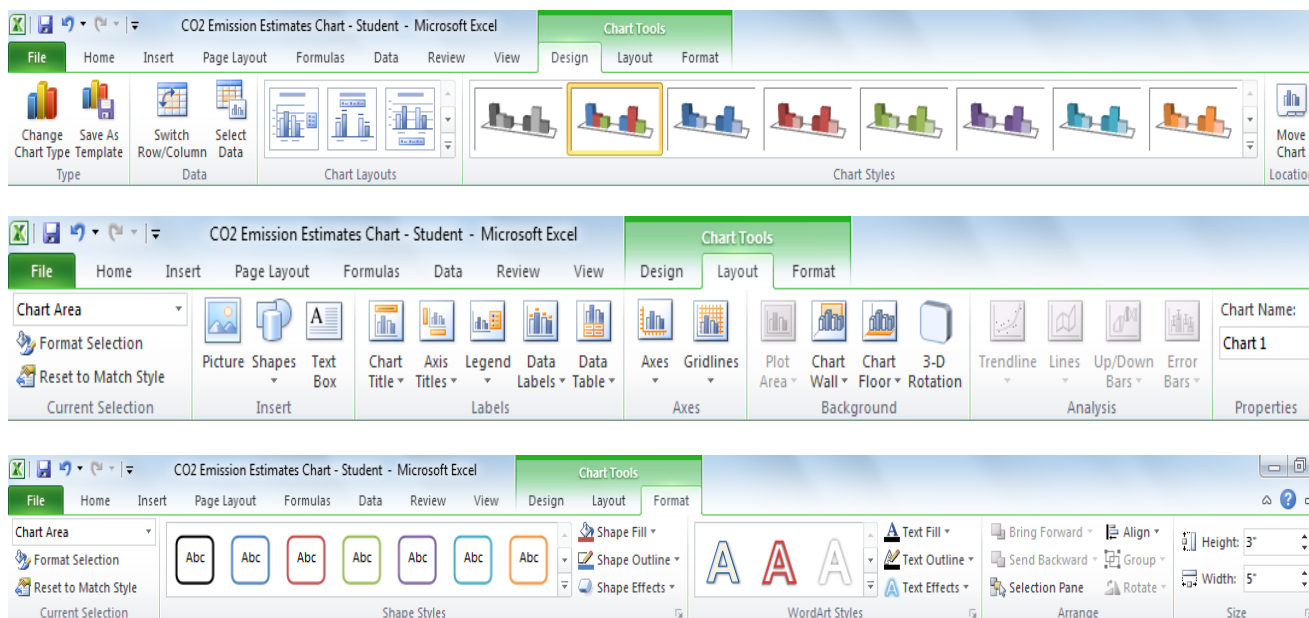 CO2 Emission Estimates Chart - Student - Microsoft Excel
Chart Tools
File Home Insert Page Layout Formulas Data Review View Design Layout Format
Change Chart Type
Save As Template
Switch Row/Column
Select Data
Move Chart
Type Data Chart Layouts Chart Styles Location
CO2 Emission Estimates Chart - Student - Microsoft Excel
Chart Tools
File Home Insert Page Layout Formulas Data Review View Design Layout Format
Chart Area
Format Selection
Reset to Match Style
Picture
Shapes
Text Box
Chart Title
Axis Titles
Legend
Data Labels
Data Table
Axes
Gridlines
Plot Area
Chart Wall
Chart Floor
3-D Rotation
Trendline
Lines
Up/Down Bars
Error Bars
Chart Name:
Chart 1
Current Selection Insert Labels Axes Background Analysis Properties
CO2 Emission Estimates Chart - Student - Microsoft Excel
Chart Tools
File Home Insert Page Layout Formulas Data Review View Design Layout Format
Chart Area
Format Selection
Reset to Match Style
Abc Abc Abc Abc Abc Abc Abc
Shape Fill
Shape Outline
Shape Effects
A A A
Text Fill
Text Outline
Text Effects
Bring Forward
Send Backward
Selection Pane
Align
Group
Rotate
Height: 3"
Width: 5"
Current Selection Shape Styles WordArt Styles Arrange Size